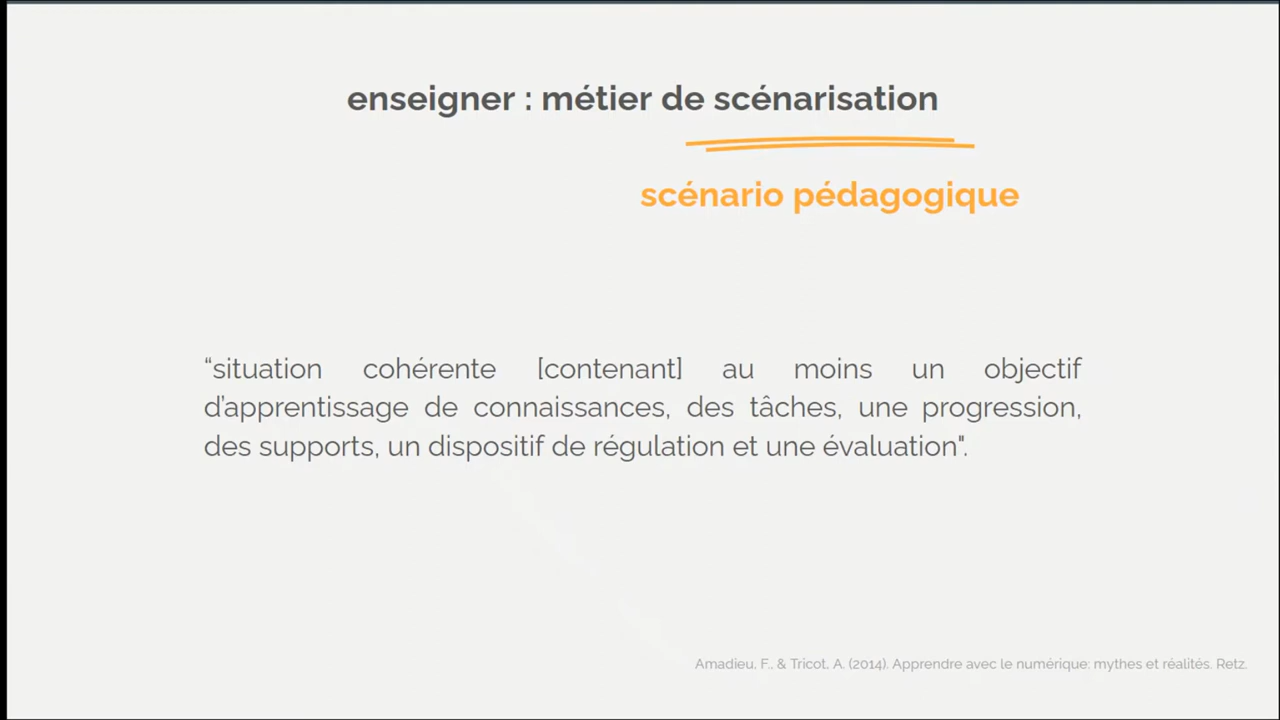 enseigner : métier de scénarisation
scénario pédagogique
“situation cohérente [contenant] au moins un objectif
d'apprentissage de connaissances, des tâches, une progression,
des supports, un dispositif de régulation et une évaluation".
Amadieu, F., & Tricot, A. (2014). Apprendre avec le numérique: mythes et réalités. Retz.